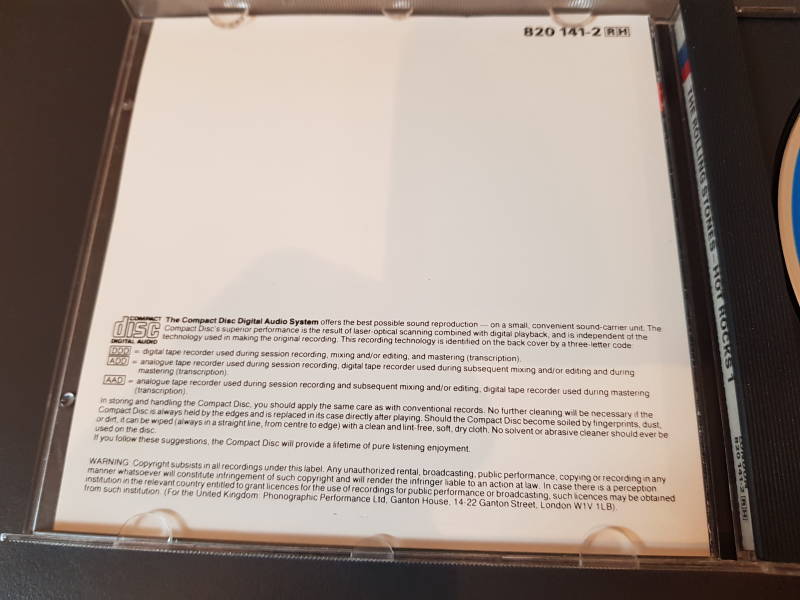 820 141-2 RH
COMPACT
disc
DIGITAL AUDIO
The Compact Disc Digital Audio System offers the best possible sound reproduction — on a small, convenient sound-carrier unit. The
Compact Disc's superior performance is the result of laser-optical scanning combined with digital playback, and is independent of the
technology used in making the original recording. This recording technology is identified on the back cover by a three-letter code:
DDD = digital tape recorder used during session recording, mixing and/or editing, and mastering (transcription).
ADD = analogue tape recorder used during session recording, digital tape recorder used during subsequent mixing and/or editing and during
mastering (transcription).
AAD = analogue tape recorder used during session recording and subsequent mixing and/or editing, digital tape recorder used during mastering
(transcription).
In storing and handling the Compact Disc, you should apply the same care as with conventional records. No further cleaning will be necessary if the
Compact Disc is always held by the edges and is replaced in its case directly after playing. Should the Compact Disc become soiled by fingerprints, dust,
or dirt, it can be wiped (always in a straight line, from centre to edge) with a clean and lint-free, soft, dry cloth. No solvent or abrasive cleaner should ever be
used on the disc.
If you follow these suggestions, the Compact Disc will provide a lifetime of pure listening enjoyment.
WARNING: Copyright subsists in all recordings under this label. Any unauthorized rental, broadcasting, public performance, copying or recording in any
manner whatsoever will constitute infringement of such copyright and will render the infringer liable to an action at law. In case there is a perception
institution in the relevant country entitled to grant licences for the use of recordings for public performance or broadcasting, such licences may be obtained
from such institution. (For the United Kingdom: Phonographic Performance Ltd, Ganton House, 14-22 Ganton Street, London W1V 1LB).
THE ROLLING STONES HOT ROCKS 1
820 141-2 RH